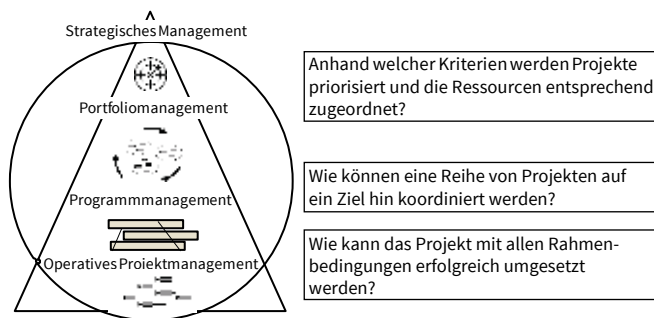 Strategisches Management
Portfoliomanagement
Programmmanagement
Operatives Projektmanagement
Anhand welcher Kriterien werden Projekte
priorisiert und die Ressourcen entsprechend
zugeordnet?
Wie können eine Reihe von Projekten auf
ein Ziel hin koordiniert werden?
Wie kann das Projekt mit allen Rahmen-
bedingungen erfolgreich umgesetzt
werden?